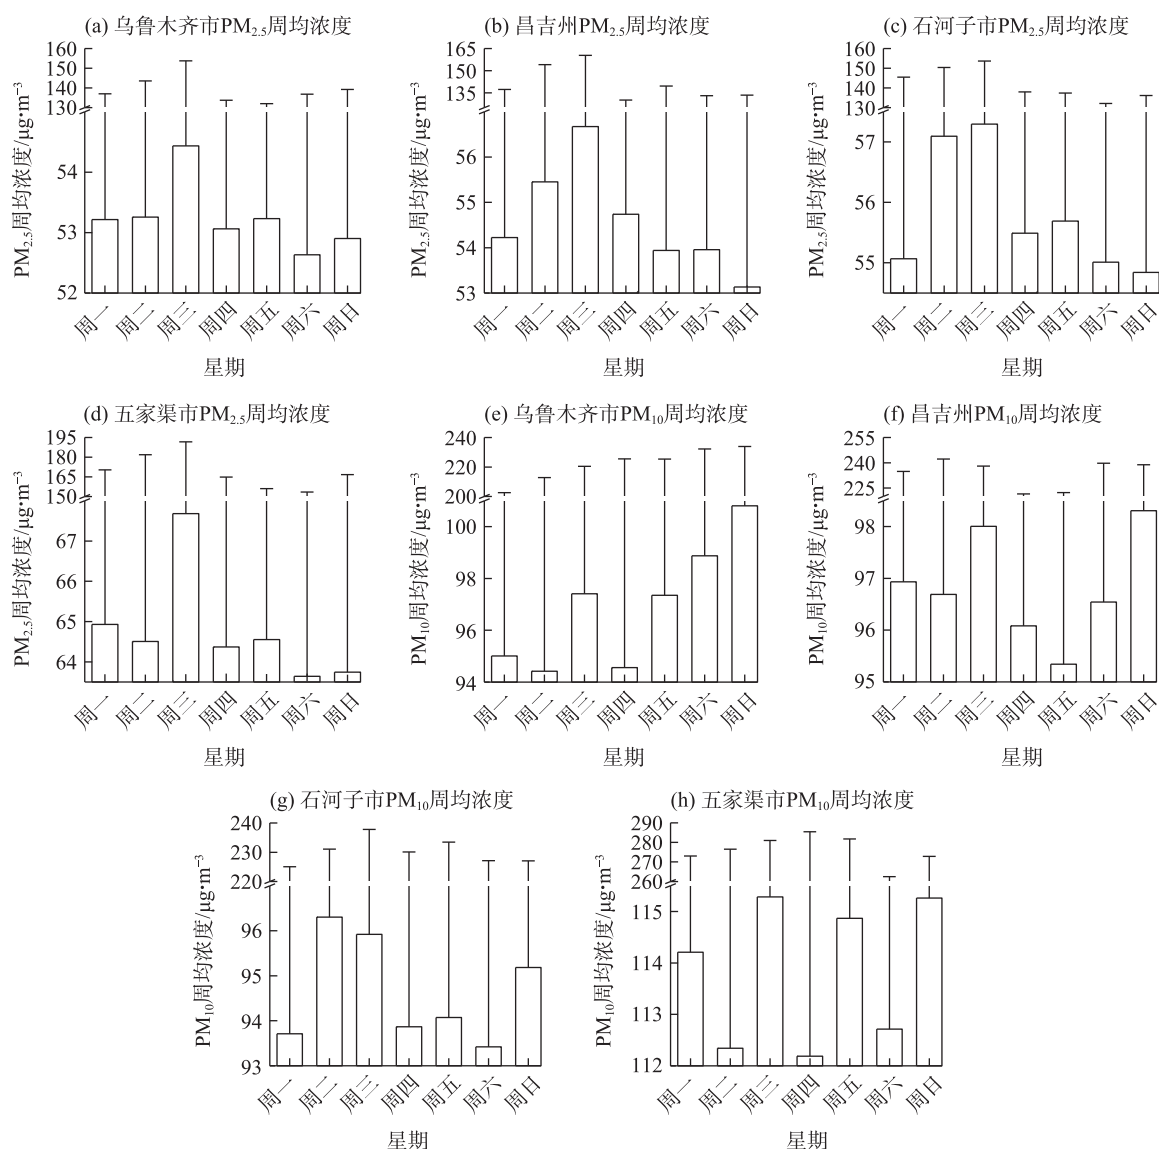 (a) 乌鲁木齐市PM2.5周均浓度
PM2.5周均浓度/μg•m−3
160
150
140
130
54
53
52
周一 周二 周三 周四 周五 周六 周日
星期
(b) 昌吉州PM2.5周均浓度
PM2.5周均浓度/μg•m−3
165
150
135
56
55
54
53
周一 周二 周三 周四 周五 周六 周日
星期
(c) 石河子市PM2.5周均浓度
PM2.5周均浓度/μg•m−3
160
150
140
130
57
56
55
周一 周二 周三 周四 周五 周六 周日
星期
(d) 五家渠市PM2.5周均浓度
PM2.5周均浓度/μg•m−3
195
180
165
150
67
66
65
64
周一 周二 周三 周四 周五 周六 周日
星期
(e) 乌鲁木齐市PM10周均浓度
PM10周均浓度/μg•m−3
240
220
200
100
98
96
94
周一 周二 周三 周四 周五 周六 周日
星期
(f) 昌吉州PM10周均浓度
PM10周均浓度/μg•m−3
255
240
225
98
97
96
95
周一 周二 周三 周四 周五 周六 周日
星期
(g) 石河子市PM10周均浓度
PM10周均浓度/μg•m−3
240
230
220
96
95
94
93
周一 周二 周三 周四 周五 周六 周日
星期
(h) 五家渠市PM10周均浓度
PM10周均浓度/μg•m−3
290
280
270
260
115
114
113
112
周一 周二 周三 周四 周五 周六 周日
星期